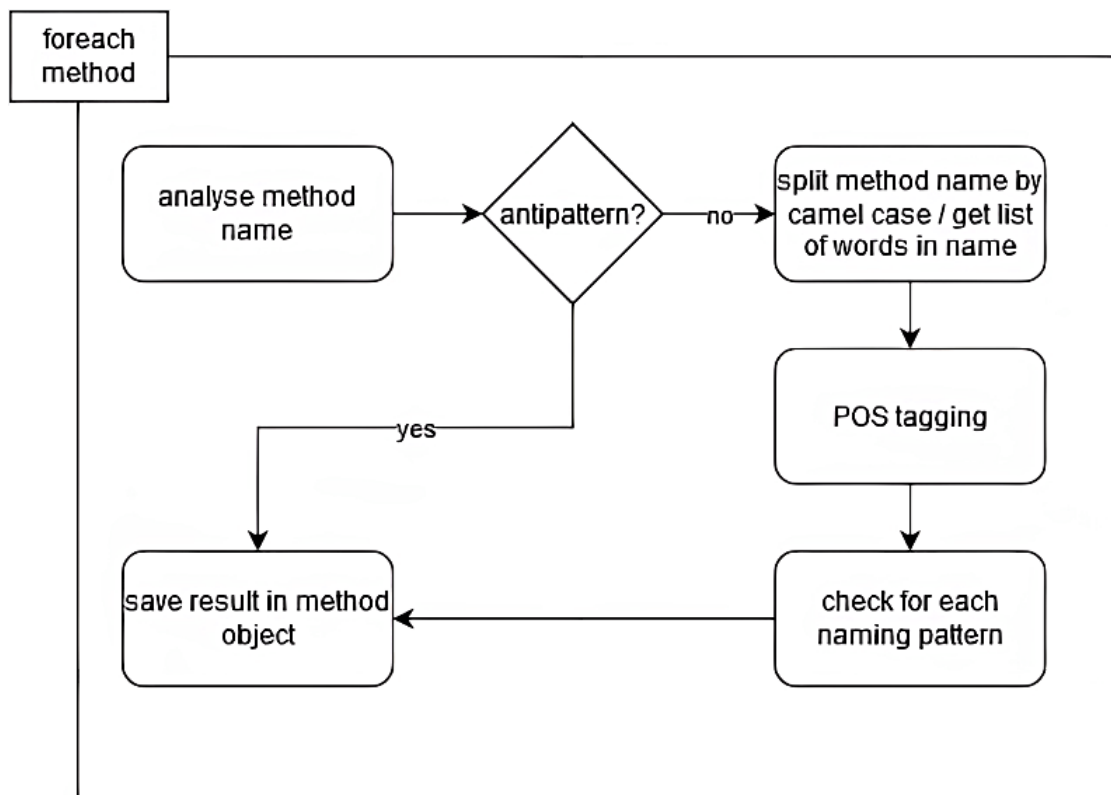 foreach
method
analyse method
name
antipattern?
no
split method name by
camel case / get list
of words in name
POS tagging
yes
save result in method
object
check for each
naming pattern